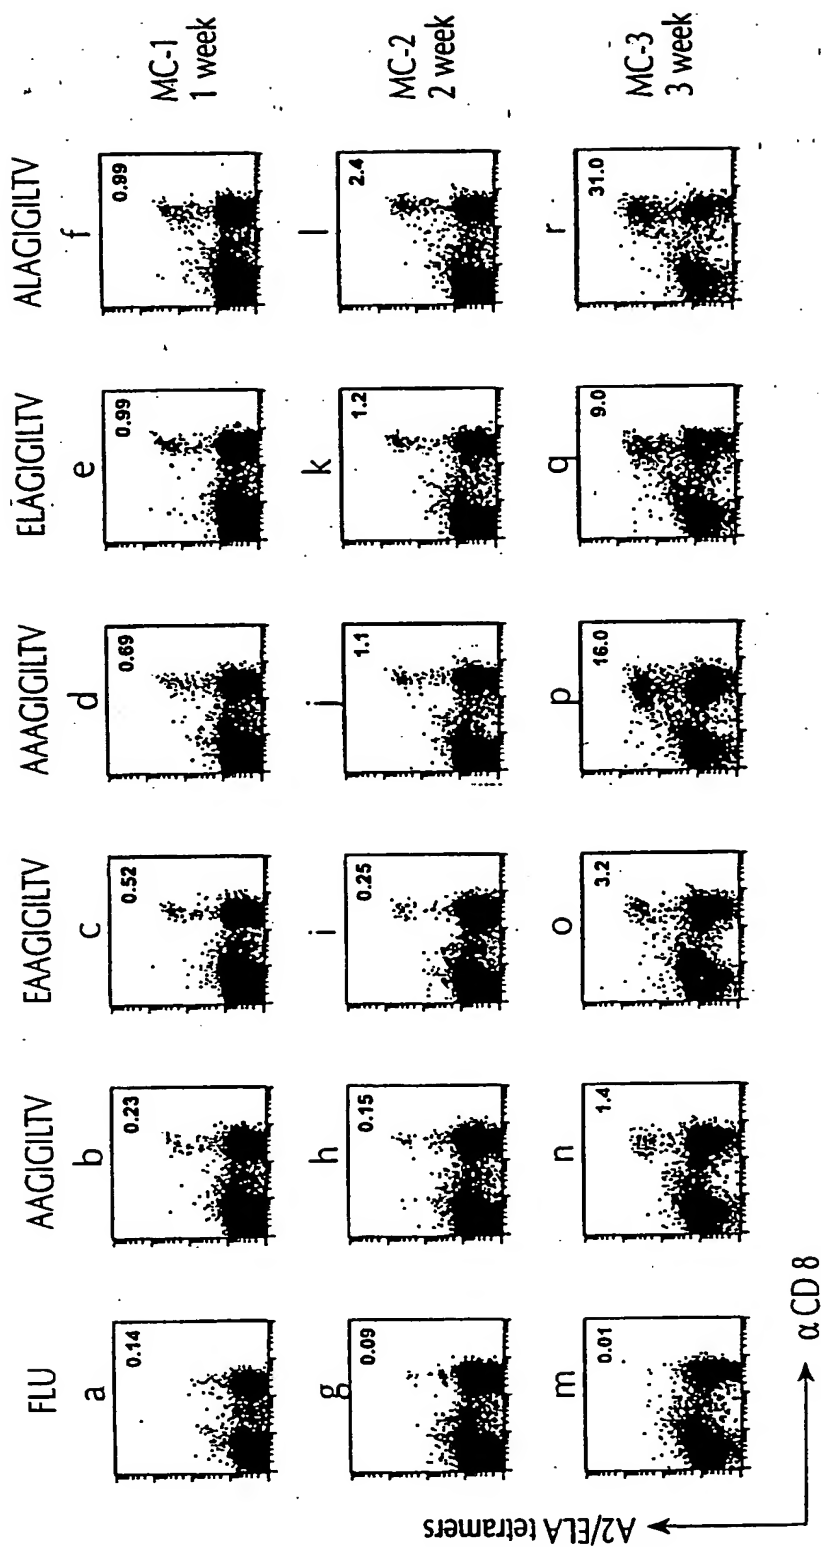 FLU AAGIGILTV EAAGIGILTV AAAGIGILTV ELAGIGILTV ALAGIGILTV
a b c d e f
0.14 0.23 0.52 0.69 0.99 0.99
MC-1
1 week
g h i j k l
0.09 0.15 0.25 1.1 1.2 2.4
MC-2
2 week
m n o p q r
0.01 1.4 3.2 16.0 9.0 31.0
MC-3
3 week
A2/ELA tetramers
α CD 8